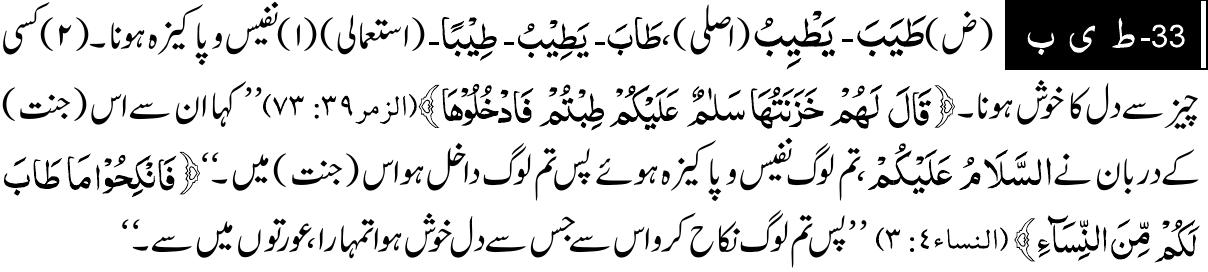 33- ط ی ب (ض) طَیَبَ- یَطْیِبُ (اصلی)، طَابَ- یَطِیْبُ- طِیْبًا- (استعمالی) (۱) نفیس و پاکیزہ ہونا۔ (۲) کسی
چیز سے دل کا خوش ہونا۔ ﴿قَالَ لَهُمْ خَزَنَتُهَا سَلٰمٌ عَلَيْكُمْ طِبْتُمْ فَادْخُلُوْهَا﴾ (الزمر ۳۹: ۷۳) ’’کہا ان سے اس (جنت)
کے دربان نے السَّلَامُ عَلَيْكُمْ، تم لوگ نفیس و پاکیزہ ہوئے پس تم لوگ داخل ہو اس (جنت) میں۔‘‘ ﴿فَانْكِحُوْا مَا طَابَ
لَكُمْ مِّنَ النِّسَآءِ﴾ (النساء ٤: ۳) ’’پس تم لوگ نکاح کرو اس سے جس سے دل خوش ہوا تمہارا، عورتوں میں سے۔‘‘